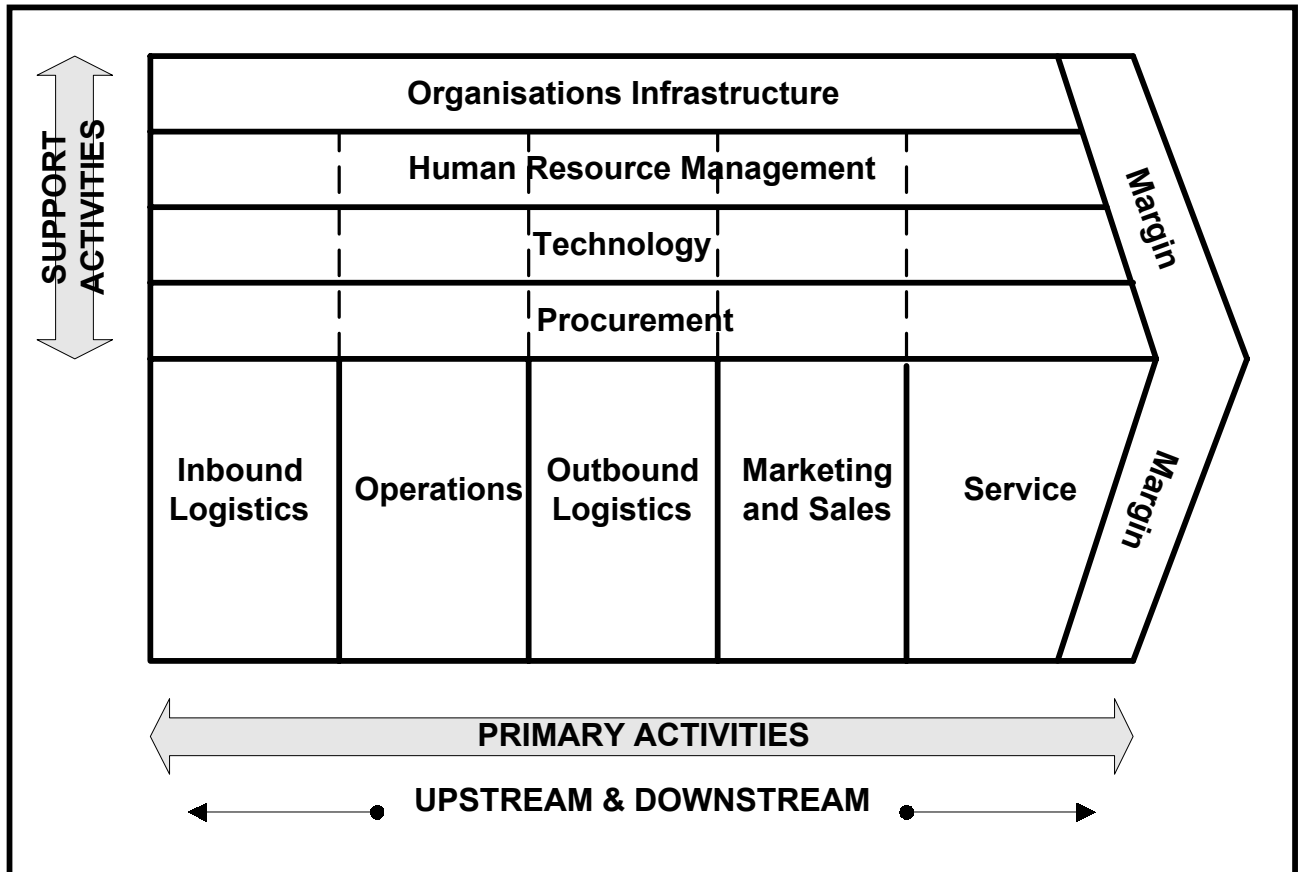 SUPPORT
ACTIVITIES
Organisations Infrastructure
Human Resource Management
Technology
Procurement
Margin
Inbound
Logistics
Operations
Outbound
Logistics
Marketing
and Sales
Service
Margin
PRIMARY ACTIVITIES
UPSTREAM & DOWNSTREAM